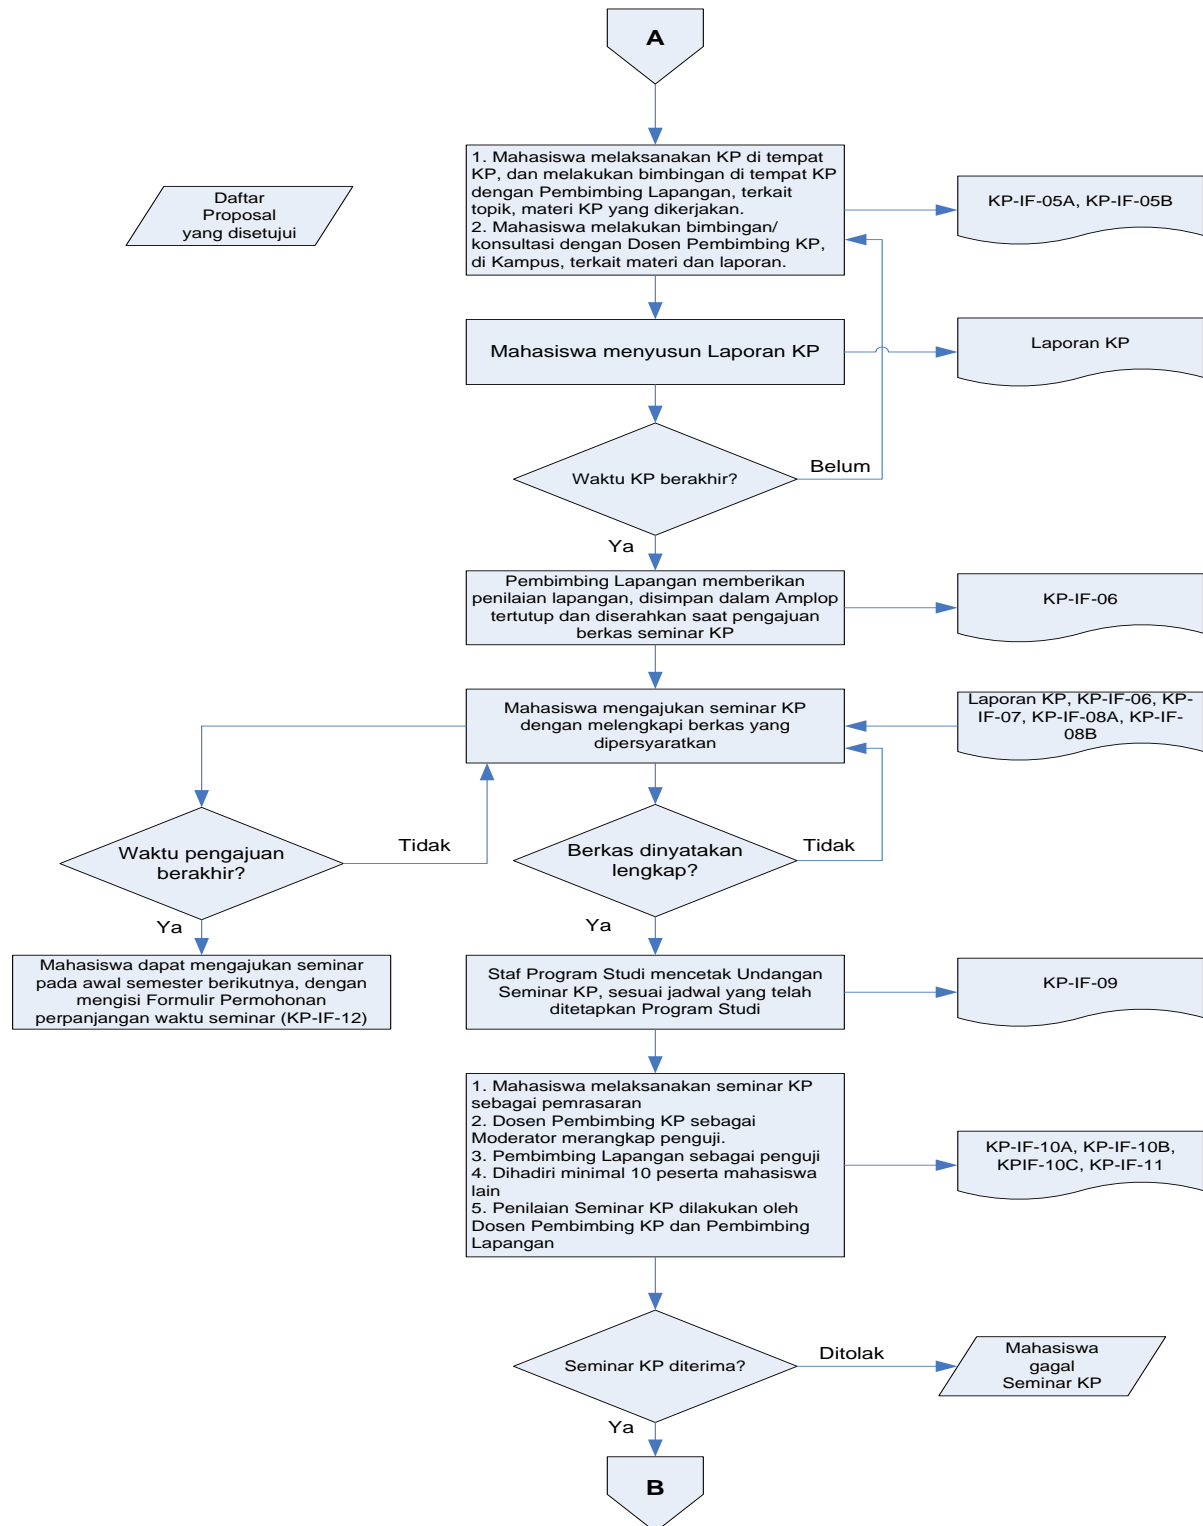 A
1. Mahasiswa melaksanakan KP di tempat
KP, dan melakukan bimbingan di tempat KP
dengan Pembimbing Lapangan, terkait
topik, materi KP yang dikerjakan.
2. Mahasiswa melakukan bimbingan/
konsultasi dengan Dosen Pembimbing KP,
di Kampus, terkait materi dan laporan.
Daftar
Proposal
yang disetujui
KP-IF-05A, KP-IF-05B
Mahasiswa menyusun Laporan KP
Laporan KP
Waktu KP berakhir?
Belum
Ya
Pembimbing Lapangan memberikan
penilaian lapangan, disimpan dalam Amplop
tertutup dan diserahkan saat pengajuan
berkas seminar KP
KP-IF-06
Mahasiswa mengajukan seminar KP
dengan melengkapi berkas yang
dipersyaratkan
Laporan KP, KP-IF-06, KP-
IF-07, KP-IF-08A, KP-IF-
08B
Waktu pengajuan
berakhir?
Tidak
Ya
Berkas dinyatakan
lengkap?
Tidak
Ya
Mahasiswa dapat mengajukan seminar
pada awal semester berikutnya, dengan
mengisi Formulir Permohonan
perpanjangan waktu seminar (KP-IF-12)
Staf Program Studi mencetak Undangan
Seminar KP, sesuai jadwal yang telah
ditetapkan Program Studi
KP-IF-09
1. Mahasiswa melaksanakan seminar KP
sebagai pemrasaran
2. Dosen Pembimbing KP sebagai
Moderator merangkap penguji.
3. Pembimbing Lapangan sebagai penguji
4. Dihadiri minimal 10 peserta mahasiswa
lain
5. Penilaian Seminar KP dilakukan oleh
Dosen Pembimbing KP dan Pembimbing
Lapangan
KP-IF-10A, KP-IF-10B,
KPIF-10C, KP-IF-11
Seminar KP diterima?
Ditolak
Mahasiswa
gagal
Seminar KP
Ya
B